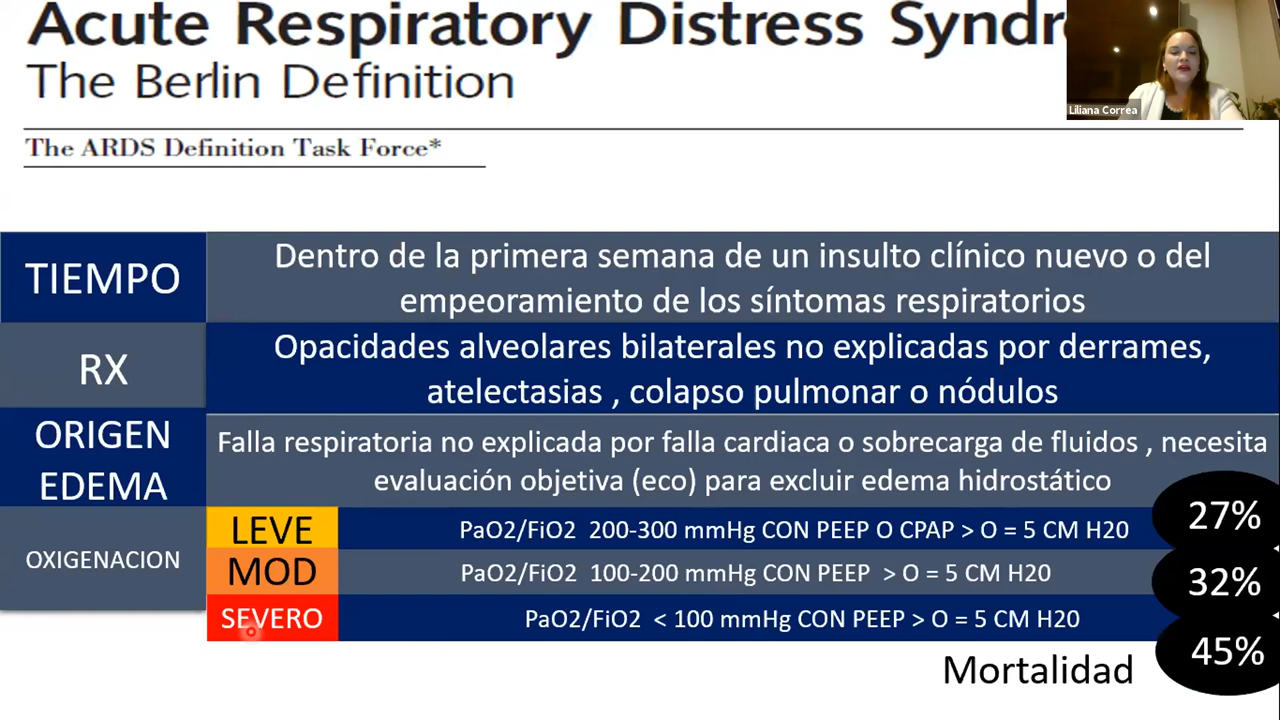 Acute Respiratory Distress Syndr
The Berlin Definition
Liliana Correa
The ARDS Definition Task Force*
TIEMPO
Dentro de la primera semana de un insulto clínico nuevo o del
empeoramiento de los síntomas respiratorios
RX
Opacidades alveolares bilaterales no explicadas por derrames,
atelectasias , colapso pulmonar o nódulos
ORIGEN
EDEMA
Falla respiratoria no explicada por falla cardiaca o sobrecarga de fluidos , necesita
evaluación objetiva (eco) para excluir edema hidrostático
OXIGENACION
LEVE
PaO2/FiO2 200-300 mmHg CON PEEP O CPAP > O = 5 CM H20
27%
MOD
PaO2/FiO2 100-200 mmHg CON PEEP > O = 5 CM H20
32%
SEVERO
PaO2/FiO2 < 100 mmHg CON PEEP > O = 5 CM H20
45%
Mortalidad